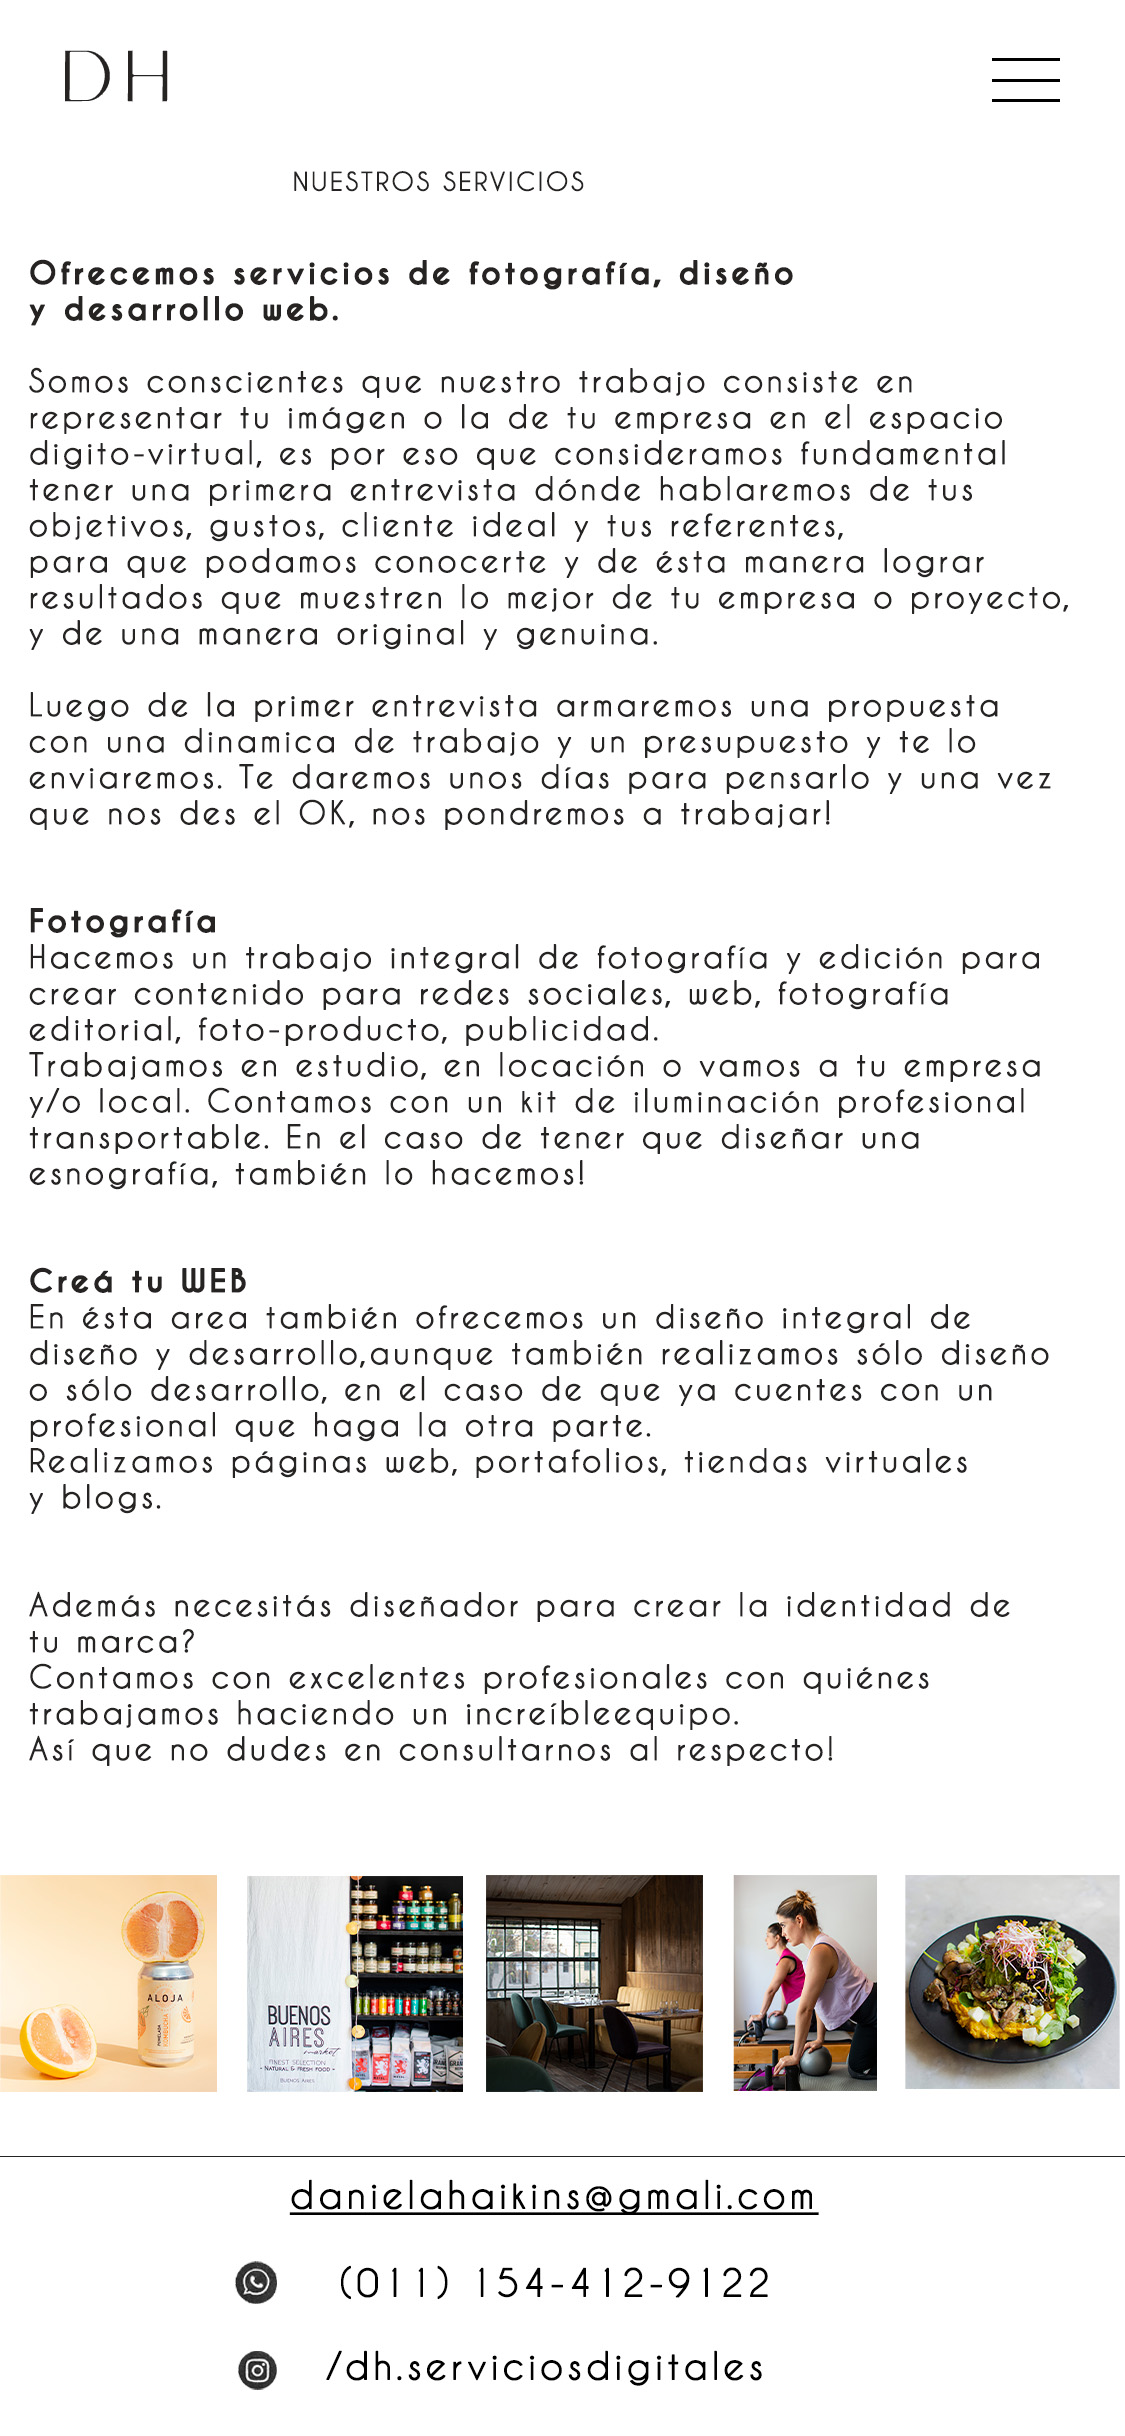 DH
NUESTROS SERVICIOS
Ofrecemos servicios de fotografía, diseño
y desarrollo web.
Somos conscientes que nuestro trabajo consiste en
representar tu imágen o la de tu empresa en el espacio
digito-virtual, es por eso que consideramos fundamental
tener una primera entrevista dónde hablaremos de tus
objetivos, gustos, cliente ideal y tus referentes,
para que podamos conocerte y de ésta manera lograr
resultados que muestren lo mejor de tu empresa o proyecto,
y de una manera original y genuina.
Luego de la primer entrevista armaremos una propuesta
con una dinamica de trabajo y un presupuesto y te lo
enviaremos. Te daremos unos días para pensarlo y una vez
que nos des el OK, nos pondremos a trabajar!
Fotografía
Hacemos un trabajo integral de fotografía y edición para
crear contenido para redes sociales, web, fotografía
editorial, foto-producto, publicidad.
Trabajamos en estudio, en locación o vamos a tu empresa
y/o local. Contamos con un kit de iluminación profesional
transportable. En el caso de tener que diseñar una
esnografía, también lo hacemos!
Creá tu WEB
En ésta area también ofrecemos un diseño integral de
diseño y desarrollo,aunque también realizamos sólo diseño
o sólo desarrollo, en el caso de que ya cuentes con un
profesional que haga la otra parte.
Realizamos páginas web, portafolios, tiendas virtuales
y blogs.
Además necesitás diseñador para crear la identidad de
tu marca?
Contamos con excelentes profesionales con quiénes
trabajamos haciendo un increíbleequipo.
Así que no dudes en consultarnos al respecto!
ALOJA
BUENOS
AIRES
market
FINEST SELECTION
- NATURAL & FRESH FOOD -
BUENOS AIRES
danielahaikins@gmali.com
(011) 154-412-9122
/dh.serviciosdigitales